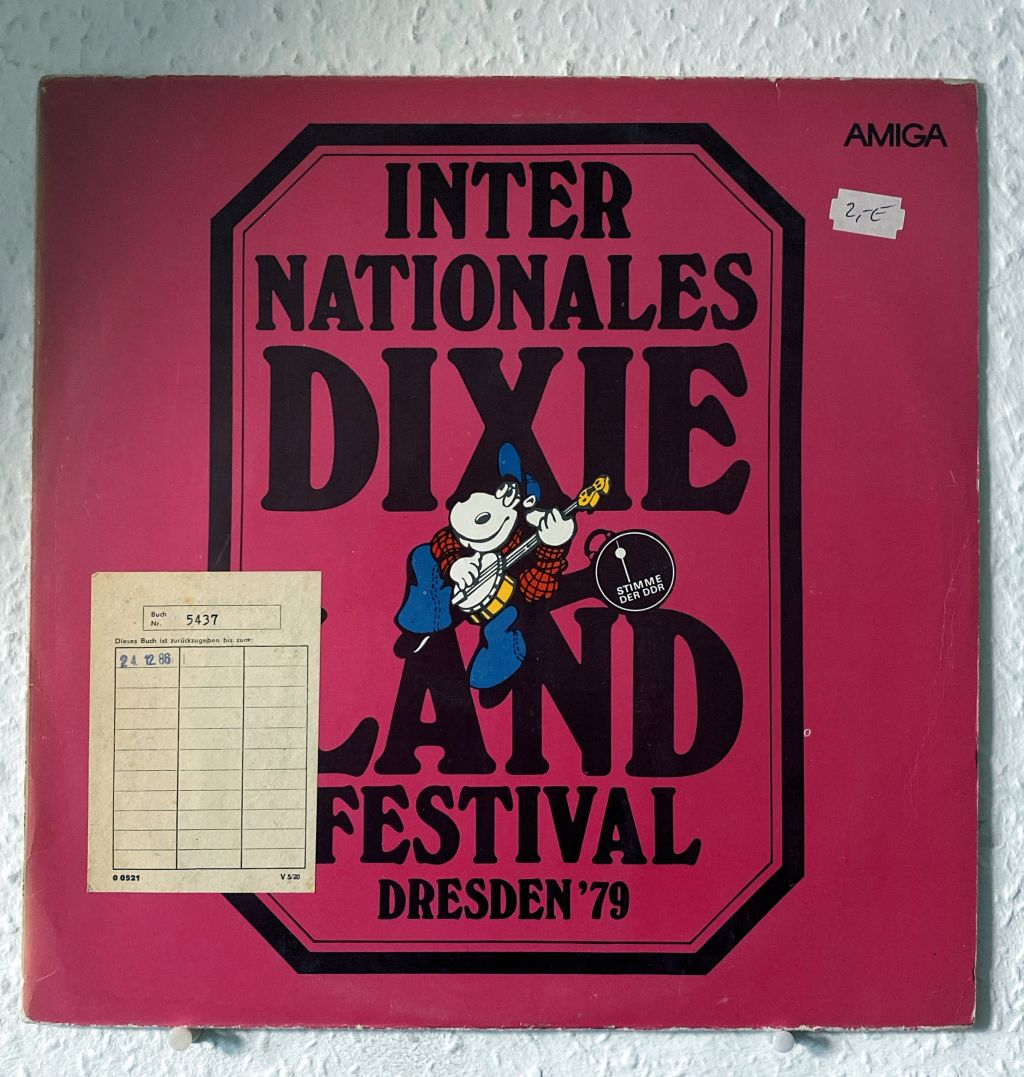 AMIGA
2,-€
INTER
NATIONALES
DIXIE
STIMME
DER DDR
LAND
FESTIVAL
DRESDEN '79
Buch
Nr. 5437
Dieses Buch ist zurückzugeben bis zum:
24. 12. 86
0 0521
V 5/20